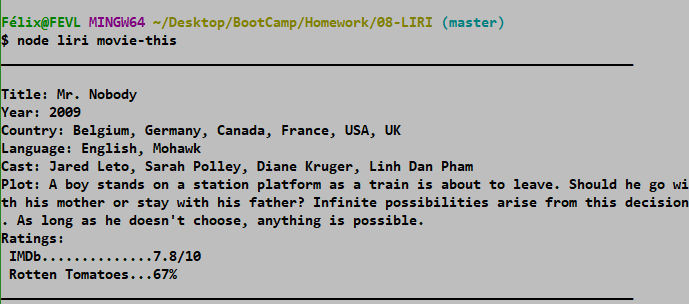 Félix@FEVL MINGW64 ~/Desktop/BootCamp/Homework/08-LIRI (master)
$ node liri movie-this
Title: Mr. Nobody
Year: 2009
Country: Belgium, Germany, Canada, France, USA, UK
Language: English, Mohawk
Cast: Jared Leto, Sarah Polley, Diane Kruger, Linh Dan Pham
Plot: A boy stands on a station platform as a train is about to leave. Should he go wi
th his mother or stay with his father? Infinite possibilities arise from this decision
. As long as he doesn't choose, anything is possible.
Ratings:
 IMDb..............7.8/10
 Rotten Tomatoes...67%